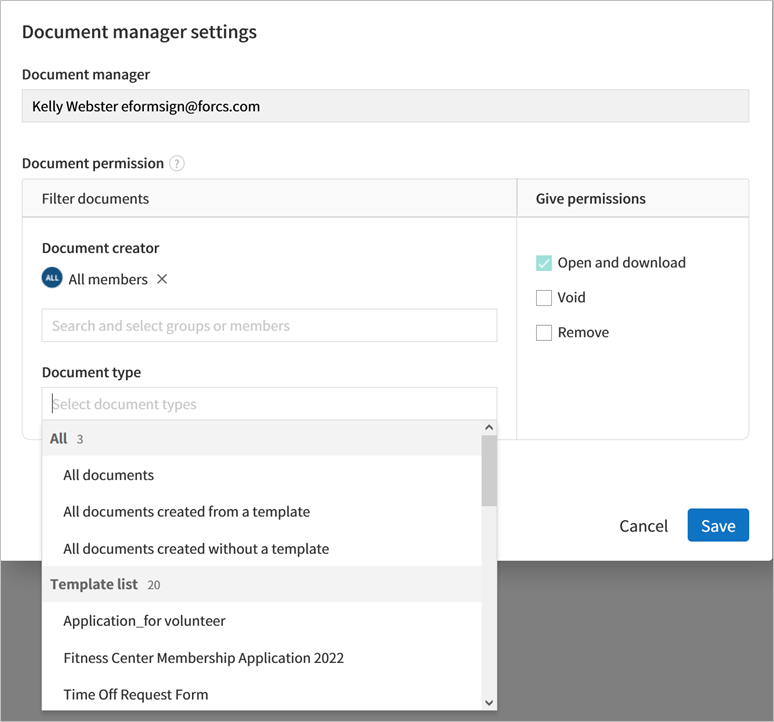 Document manager settings
Document manager
Kelly Webster eformsign@forcs.com
Document permission ?
Filter documents
Give permissions
Document creator
ALL All members ×
Search and select groups or members
Open and download
Void
Remove
Document type
Select document types
All 3
All documents
All documents created from a template
All documents created without a template
Template list 20
Application_for volunteer
Fitness Center Membership Application 2022
Time Off Request Form
Cancel
Save